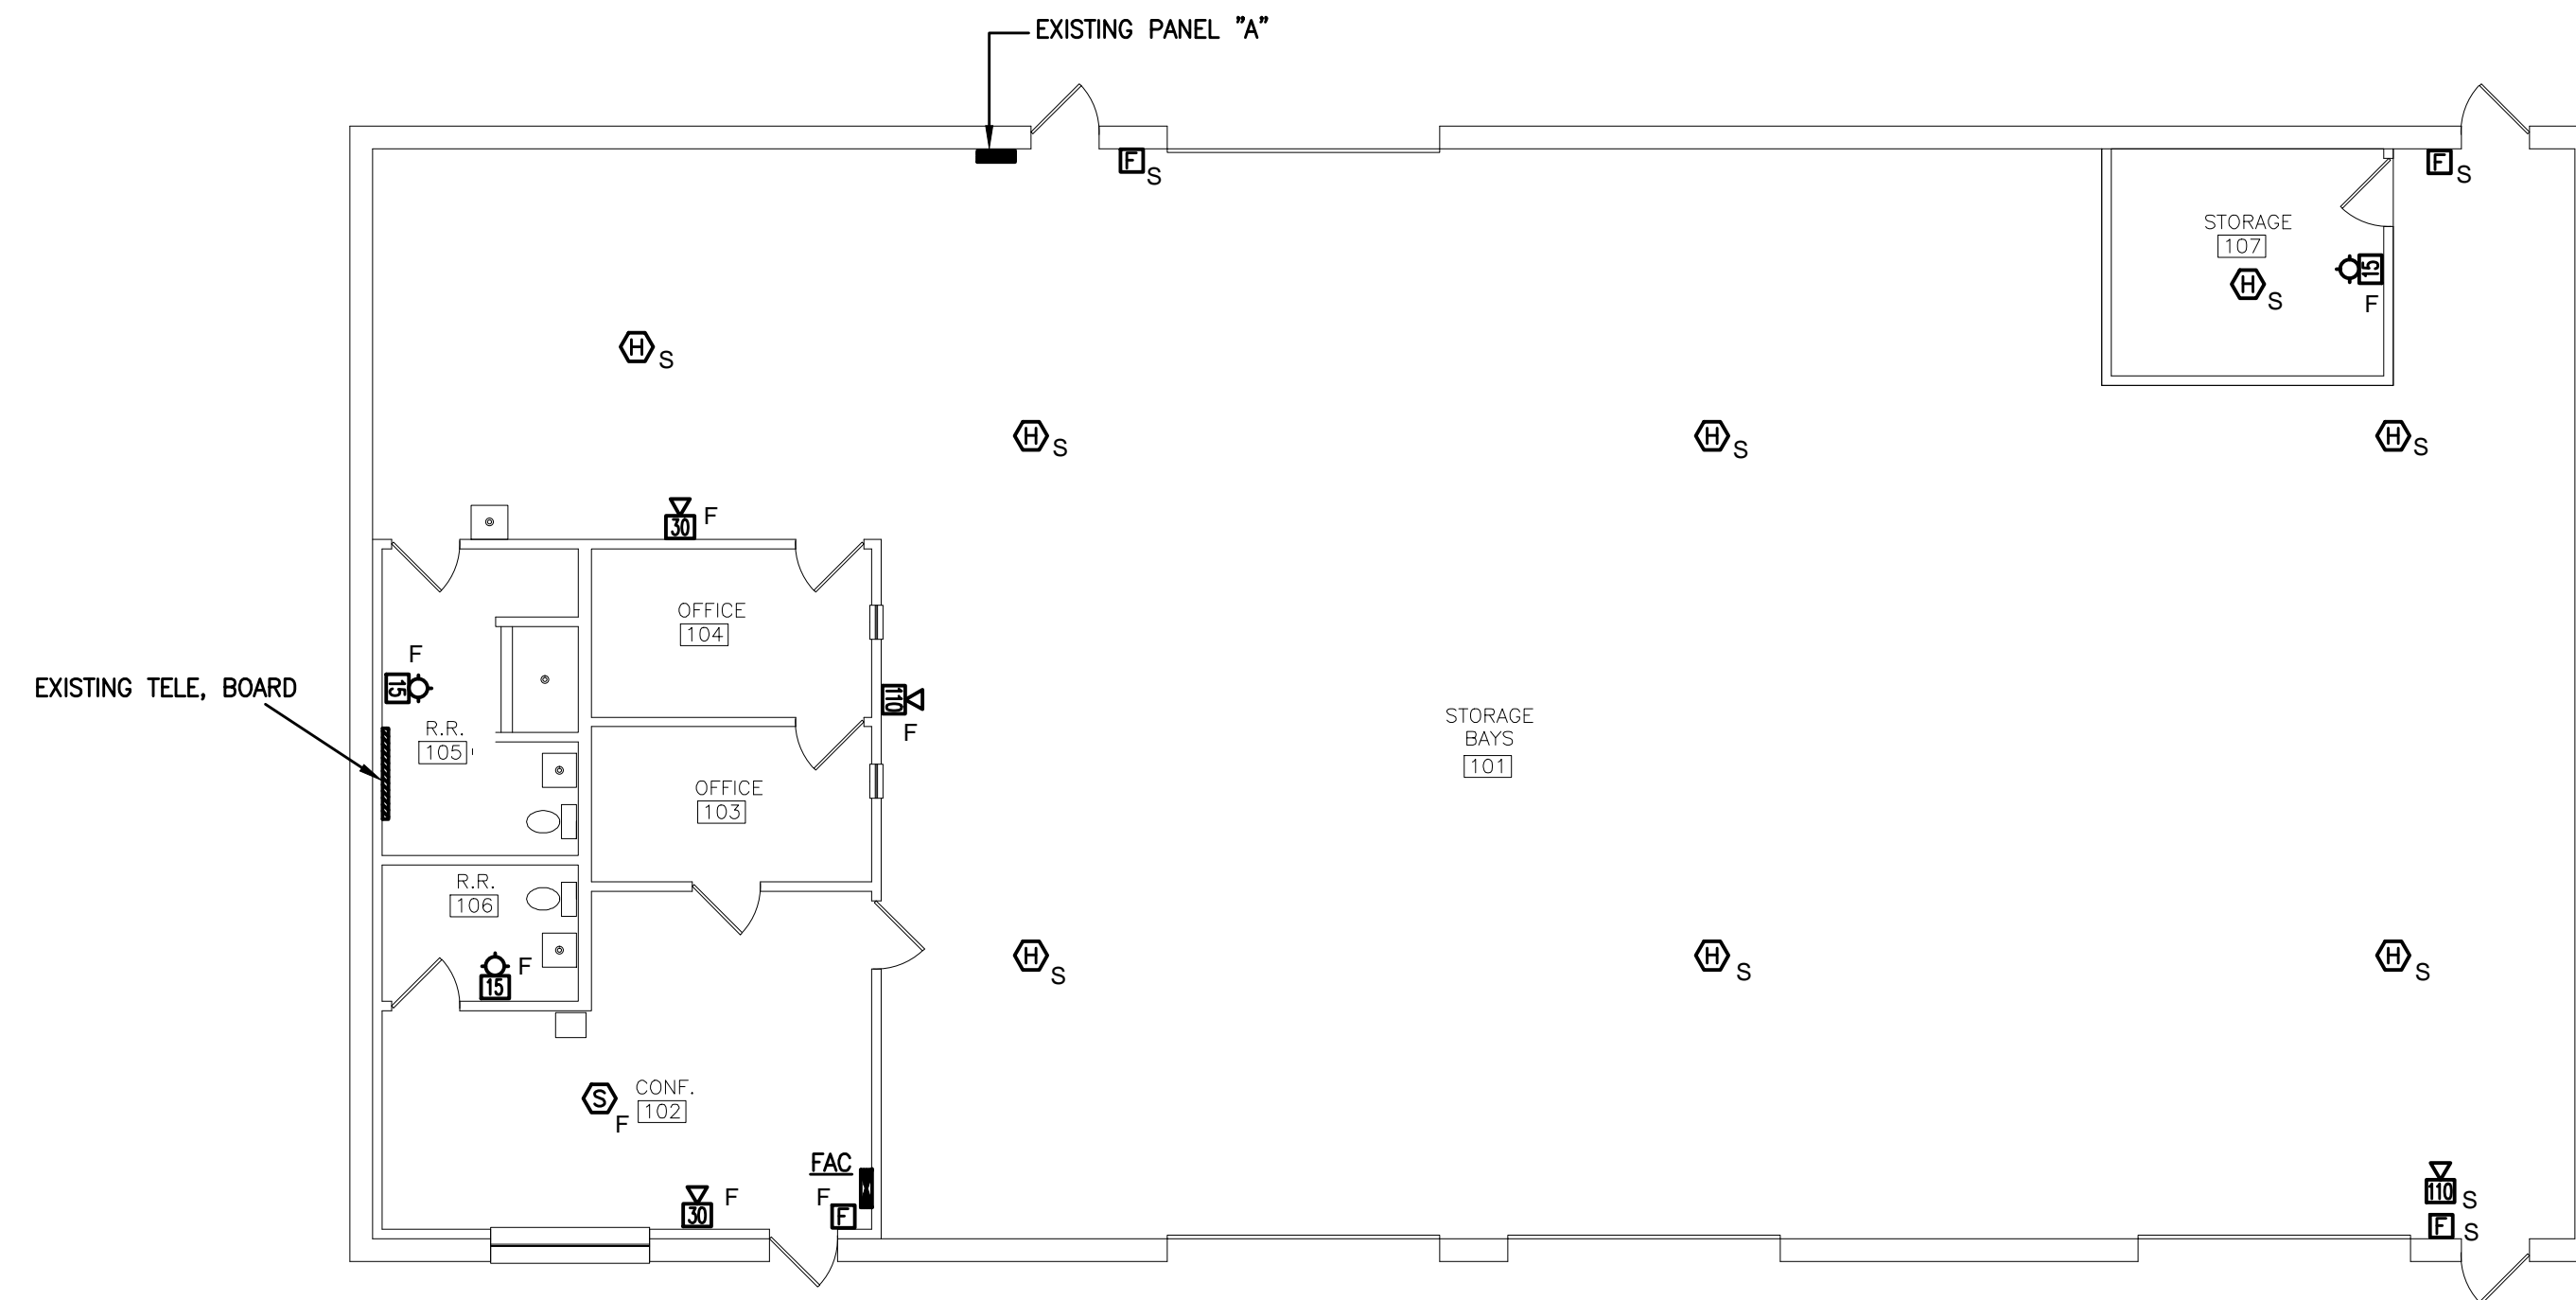 EXISTING PANEL "A"
F
S
F
S
STORAGE
107
15
H
S
F
H
S
H
S
H
S
H
S
30
F
OFFICE
104
F
15
EXISTING TELE, BOARD
110
F
R.R.
105
STORAGE
BAYS
101
OFFICE
103
R.R.
106
F
15
H
S
H
S
H
S
CONF.
102
S
F
FAC
F
F
30
F
110
S
F
S